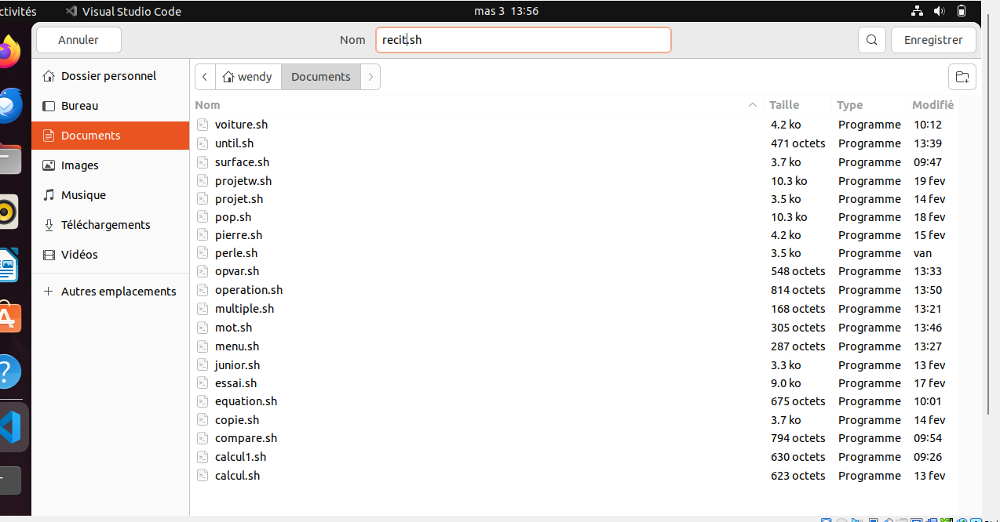 ctivités Visual Studio Code mas 3 13:56
Annuler Nom recit.sh Enregistrer
Dossier personnel
Bureau
Documents
Images
Musique
Téléchargements
Vidéos
+ Autres emplacements
wendy Documents
Nom Taille Type Modifié
voiture.sh 4.2 ko Programme 10:12
until.sh 471 octets Programme 13:39
surface.sh 3.7 ko Programme 09:47
projetw.sh 10.3 ko Programme 19 fev
projet.sh 3.5 ko Programme 14 fev
pop.sh 10.3 ko Programme 18 fev
pierre.sh 4.2 ko Programme 15 fev
perle.sh 3.5 ko Programme van
opvar.sh 548 octets Programme 13:33
operation.sh 814 octets Programme 13:50
multiple.sh 168 octets Programme 13:21
mot.sh 305 octets Programme 13:46
menu.sh 287 octets Programme 13:27
junior.sh 3.3 ko Programme 13 fev
essai.sh 9.0 ko Programme 17 fev
equation.sh 675 octets Programme 10:01
copie.sh 3.7 ko Programme 14 fev
compare.sh 794 octets Programme 09:54
calcul1.sh 630 octets Programme 09:26
calcul.sh 623 octets Programme 13 fev